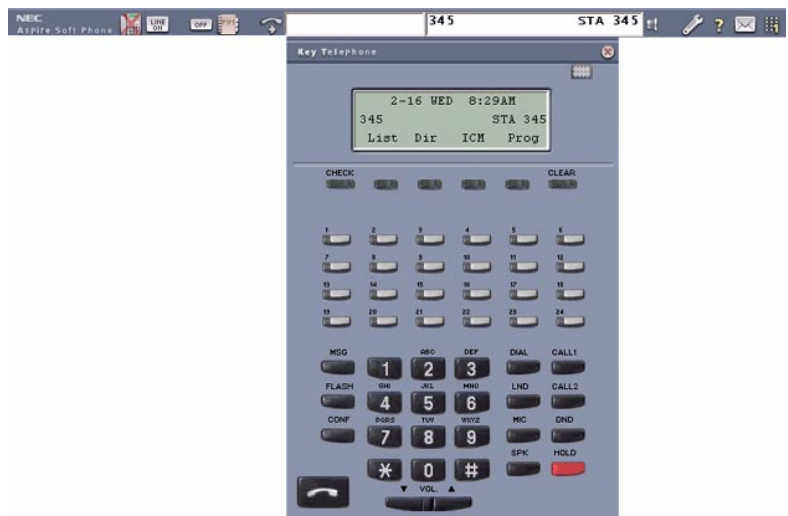 NEC
Aspire Soft Phone
LINE ON
OFF
345 STA 345
?
Key Telephone
2-16 WED 8:29AM
345 STA 345
List Dir ICM Prog
CHECK CLEAR
1 2 3 4 5 6
7 8 9 10 11 12
13 14 15 16 17 18
19 20 21 22 23 24
MSG ABC DEF DIAL CALL1
1 2 3
FLASH GHI JKL MNO LND CALL2
4 5 6
CONF PQRS TUV WXYZ MIC DND
7 8 9
SPK HOLD
* 0 #
▼ VOL. ▲